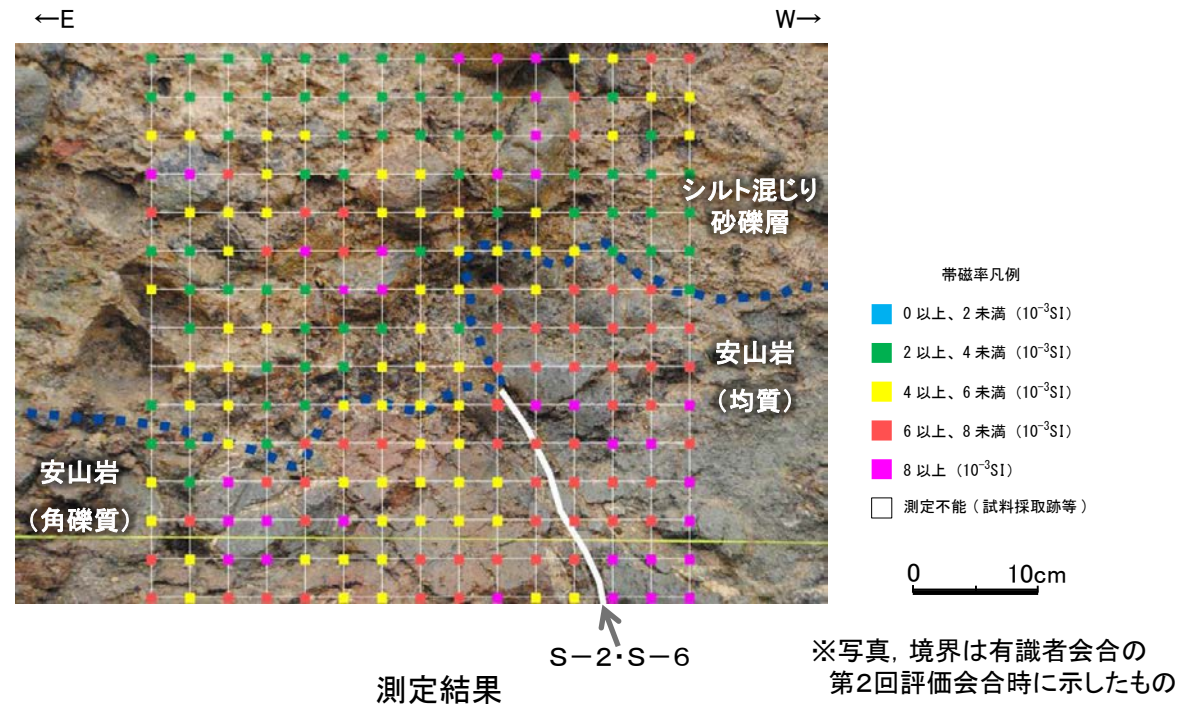 ←E
W→
シルト混じり
砂礫層
安山岩
（均質）
安山岩
（角礫質）
帯磁率凡例
0 以上、2 未満（10⁻³SI）
2 以上、4 未満（10⁻³SI）
4 以上、6 未満（10⁻³SI）
6 以上、8 未満（10⁻³SI）
8 以上（10⁻³SI）
測定不能（試料採取跡等）
0 10cm
S－2･S－6
測定結果
※写真，境界は有識者会合の
第2回評価会合時に示したもの